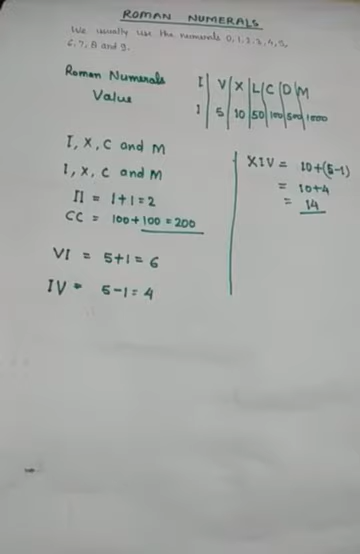 ROMAN NUMERALS
We usually use the numerals 0, 1, 2, 3, 4, 5,
6, 7, 8 and 9.
Roman Numerals I | V | X | L | C | D | M
Value 1 | 5 | 10 | 50 | 100 | 500 | 1000
I, X, C and M
I, X, C and M
II = 1+1 = 2
CC = 100+100 = 200
VI = 5+1 = 6
IV = 5-1 = 4
XIV = 10+(5-1)
= 10+4
= 14